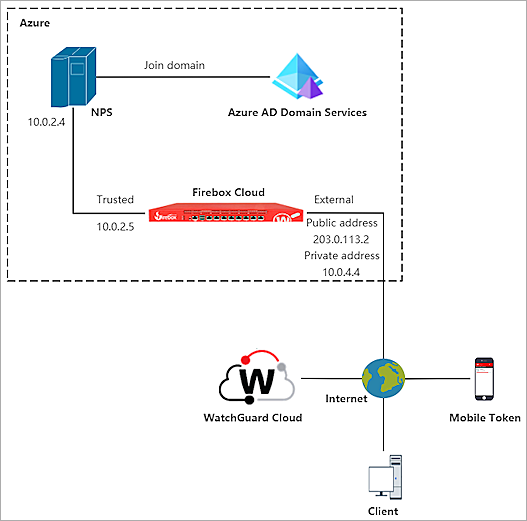 Azure
Join domain
NPS
Azure AD Domain Services
10.0.2.4
Firebox Cloud
Trusted
External
Firebox
10.0.2.5
Public address
203.0.113.2
Private address
10.0.4.4
W
Internet
WatchGuard Cloud
Mobile Token
Client